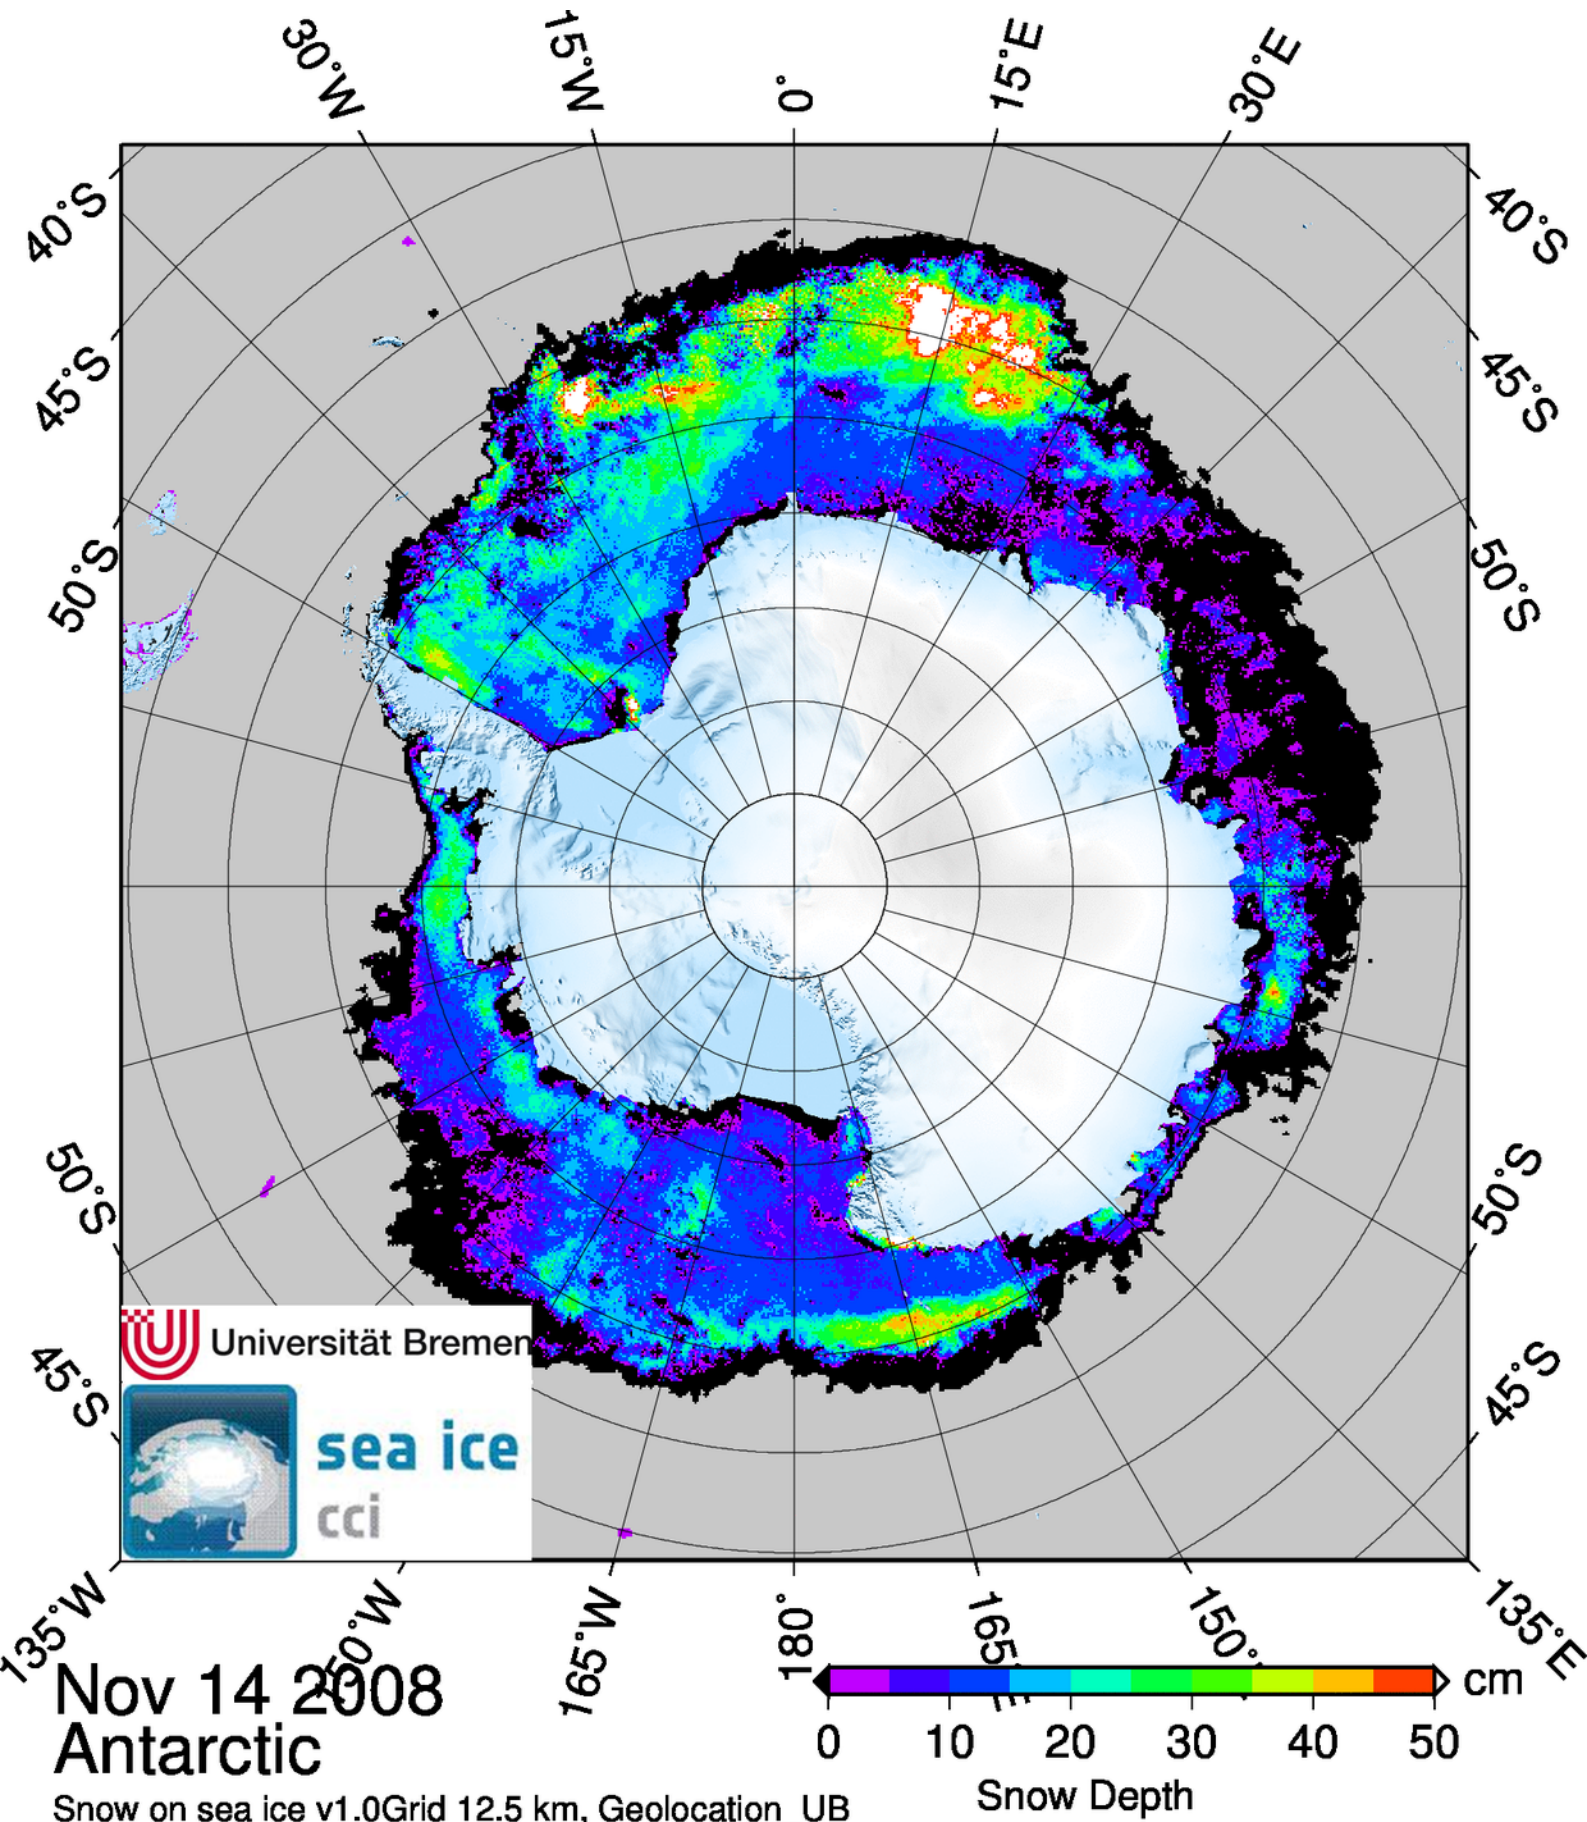 30°W 15°W 0° 15°E 30°E
40°S 40°S
45°S 45°S
50°S 50°S
50°S 50°S
45°S 45°S
Universität Bremen
sea ice
cci
135°W 150°W 165°W 180° 165°E 150° 135°E
Nov 14 2008
Antarctic
Snow on sea ice v1.0Grid 12.5 km, Geolocation UB
cm
0 10 20 30 40 50
Snow Depth